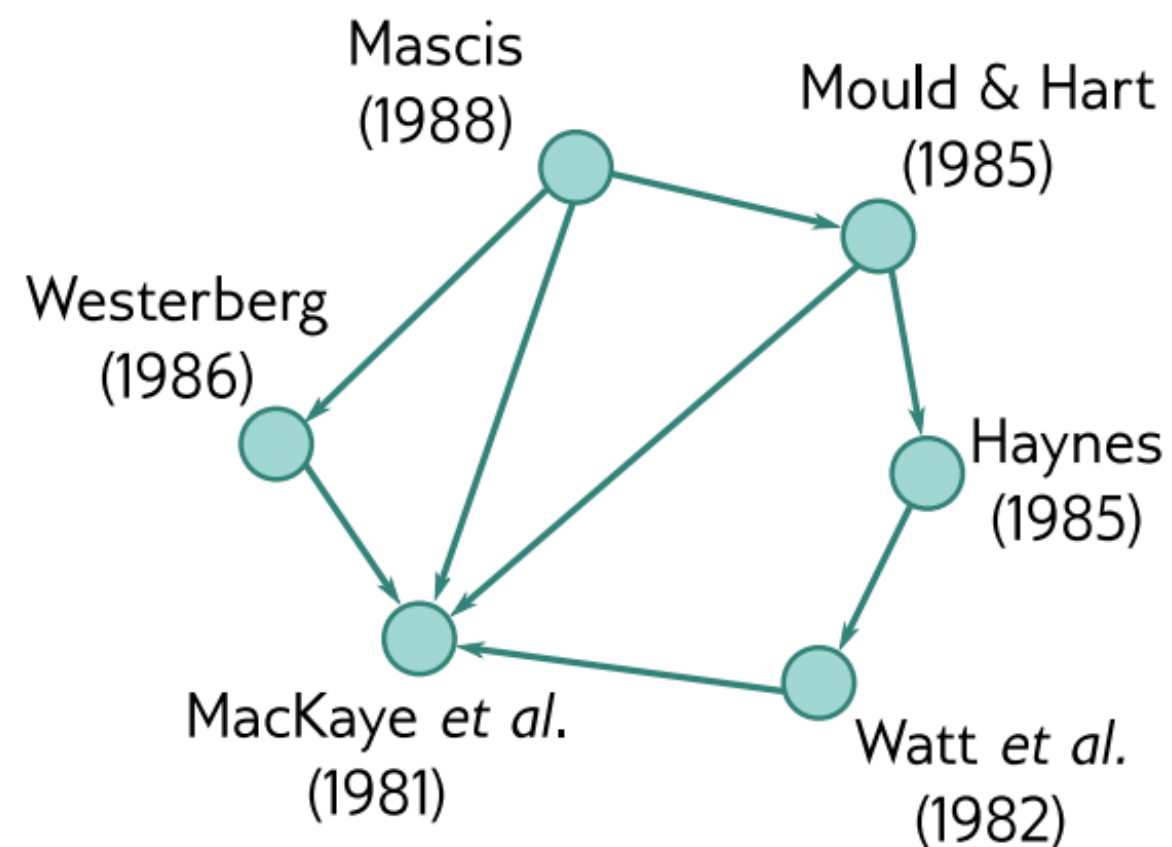 Mascis
(1988)
Mould & Hart
(1985)
Westerberg
(1986)
Haynes
(1985)
MacKaye et al.
(1981)
Watt et al.
(1982)